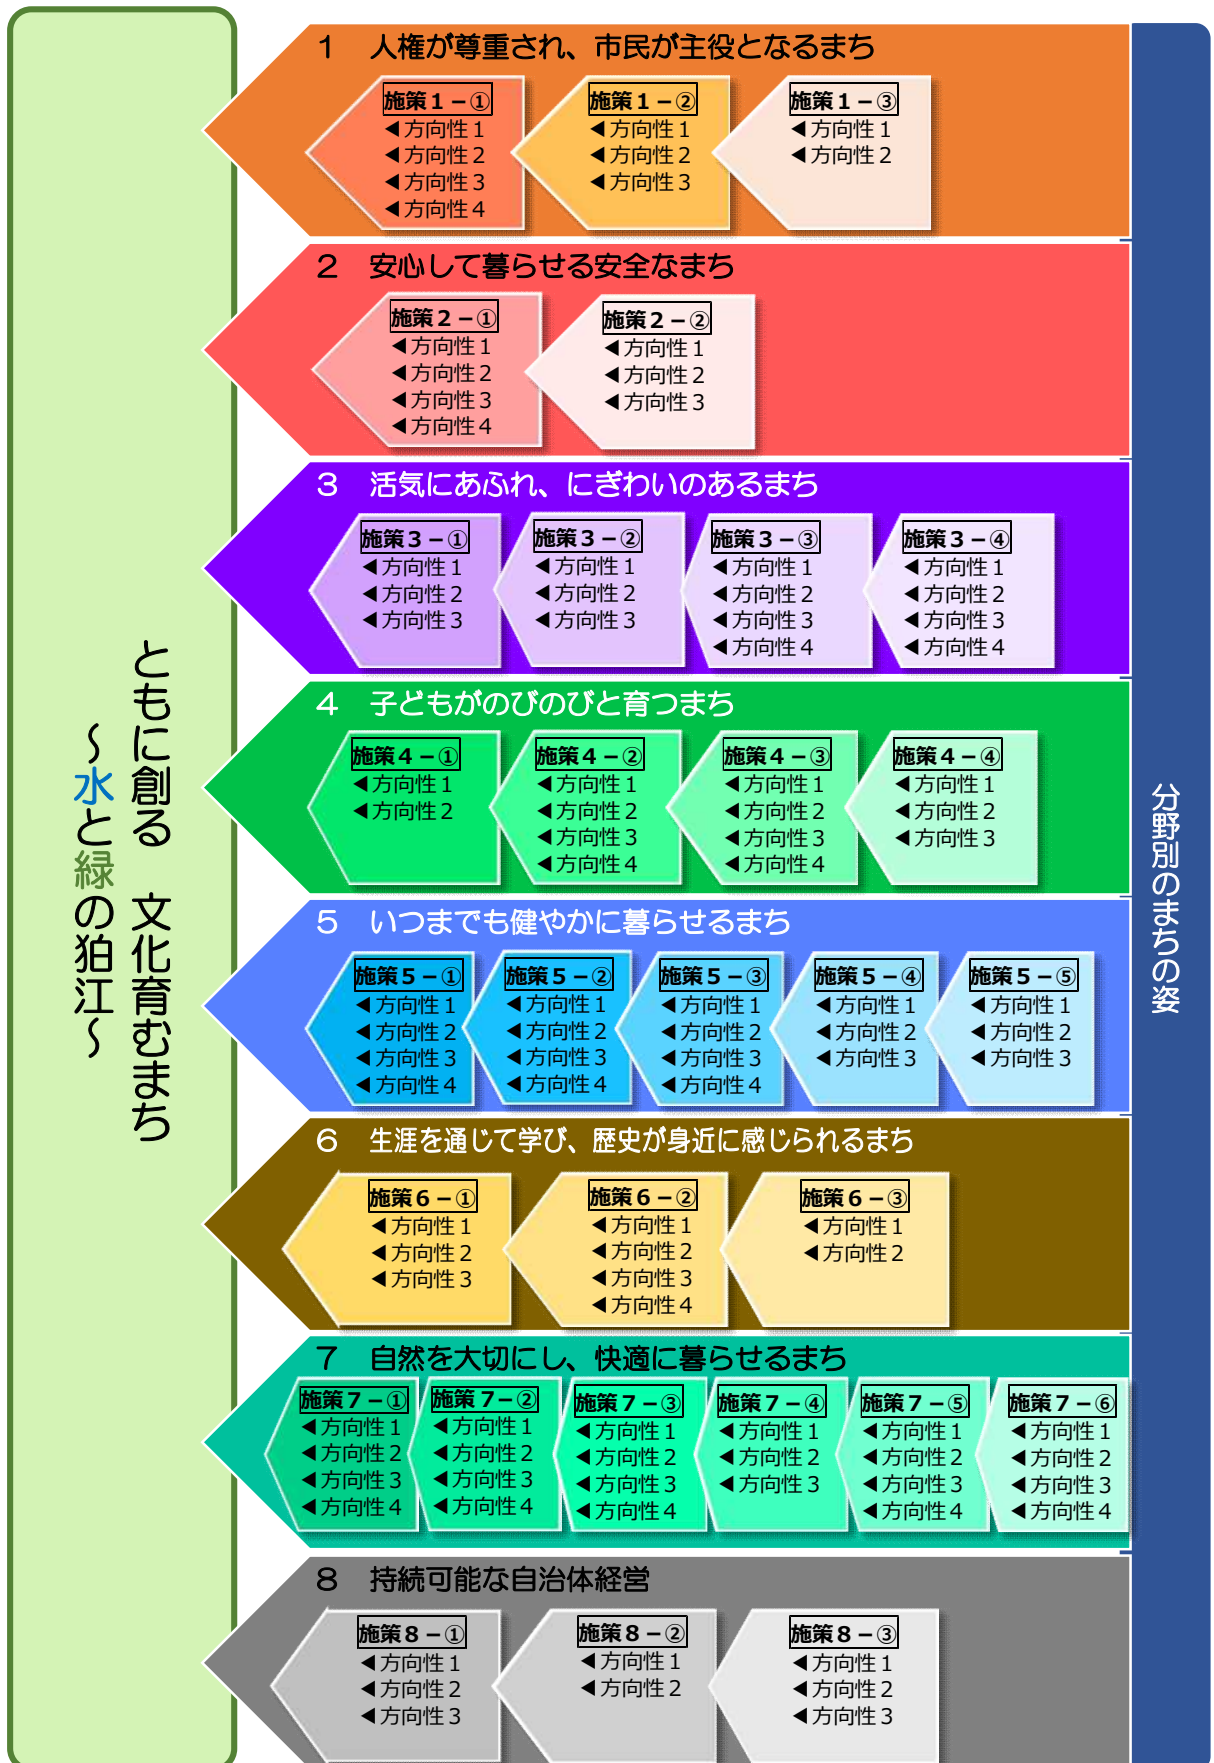 ともに創る　文化育むまち
～水と緑の狛江～
１　人権が尊重され、市民が主役となるまち
施策１－①
◀方向性１
◀方向性２
◀方向性３
◀方向性４
施策１－②
◀方向性１
◀方向性２
◀方向性３
施策１－③
◀方向性１
◀方向性２
２　安心して暮らせる安全なまち
施策２－①
◀方向性１
◀方向性２
◀方向性３
◀方向性４
施策２－②
◀方向性１
◀方向性２
◀方向性３
３　活気にあふれ、にぎわいのあるまち
施策３－①
◀方向性１
◀方向性２
◀方向性３
施策３－②
◀方向性１
◀方向性２
◀方向性３
施策３－③
◀方向性１
◀方向性２
◀方向性３
◀方向性４
施策３－④
◀方向性１
◀方向性２
◀方向性３
◀方向性４
４　子どもがのびのびと育つまち
施策４－①
◀方向性１
◀方向性２
施策４－②
◀方向性１
◀方向性２
◀方向性３
◀方向性４
施策４－③
◀方向性１
◀方向性２
◀方向性３
◀方向性４
施策４－④
◀方向性１
◀方向性２
◀方向性３
５　いつまでも健やかに暮らせるまち
施策５－①
◀方向性１
◀方向性２
◀方向性３
◀方向性４
施策５－②
◀方向性１
◀方向性２
◀方向性３
◀方向性４
施策５－③
◀方向性１
◀方向性２
◀方向性３
◀方向性４
施策５－④
◀方向性１
◀方向性２
◀方向性３
施策５－⑤
◀方向性１
◀方向性２
◀方向性３
６　生涯を通じて学び、歴史が身近に感じられるまち
施策６－①
◀方向性１
◀方向性２
◀方向性３
施策６－②
◀方向性１
◀方向性２
◀方向性３
◀方向性４
施策６－③
◀方向性１
◀方向性２
７　自然を大切にし、快適に暮らせるまち
施策７－①
◀方向性１
◀方向性２
◀方向性３
◀方向性４
施策７－②
◀方向性１
◀方向性２
◀方向性３
◀方向性４
施策７－③
◀方向性１
◀方向性２
◀方向性３
◀方向性４
施策７－④
◀方向性１
◀方向性２
◀方向性３
施策７－⑤
◀方向性１
◀方向性２
◀方向性３
◀方向性４
施策７－⑥
◀方向性１
◀方向性２
◀方向性３
◀方向性４
８　持続可能な自治体経営
施策８－①
◀方向性１
◀方向性２
◀方向性３
施策８－②
◀方向性１
◀方向性２
施策８－③
◀方向性１
◀方向性２
◀方向性３
分野別のまちの姿